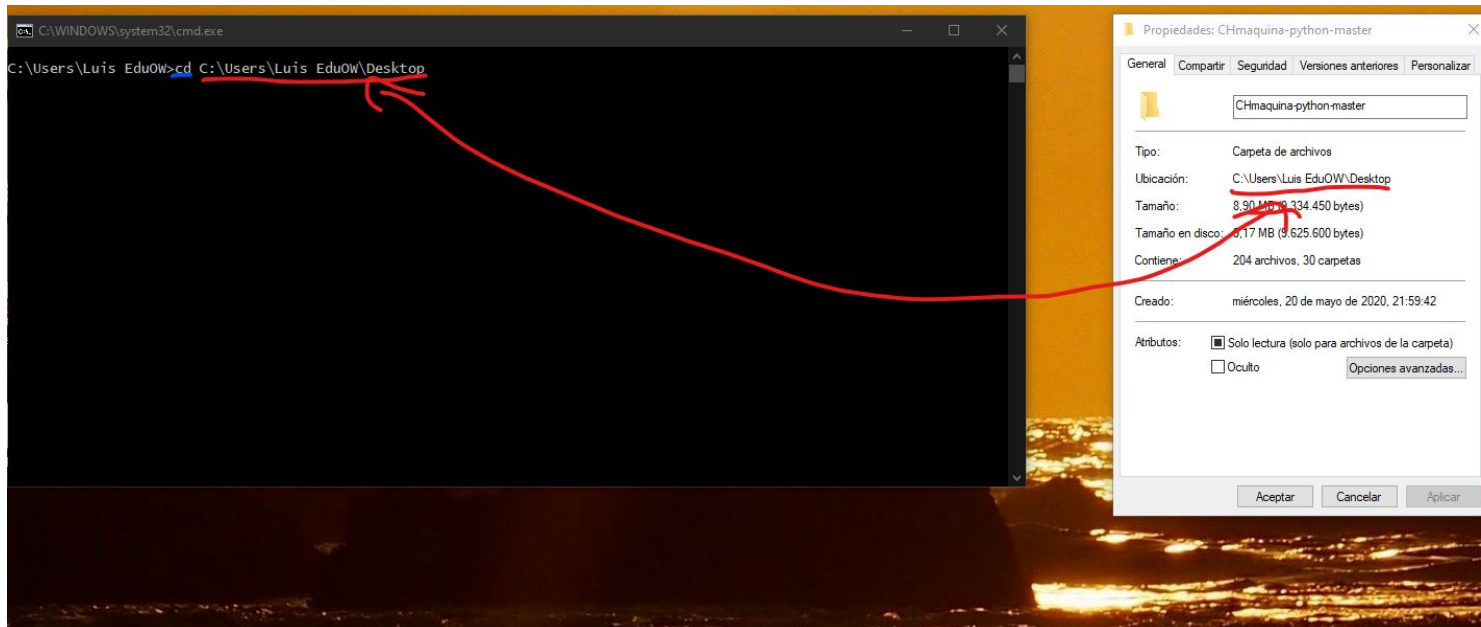 C:\WINDOWS\system32\cmd.exe
C:\Users\Luis EduOW>cd C:\Users\Luis EduOW\Desktop
Propiedades: CHmaquina-python-master
General Compartir Seguridad Versiones anteriores Personalizar
CHmaquina-python-master
Tipo: Carpeta de archivos
Ubicación: C:\Users\Luis EduOW\Desktop
Tamaño: 8,90 MB (9.334.450 bytes)
Tamaño en disco: 9,17 MB (9.625.600 bytes)
Contiene: 204 archivos, 30 carpetas
Creado: miércoles, 20 de mayo de 2020, 21:59:42
Atributos: Solo lectura (solo para archivos de la carpeta)
Oculto Opciones avanzadas...
Aceptar Cancelar Aplicar